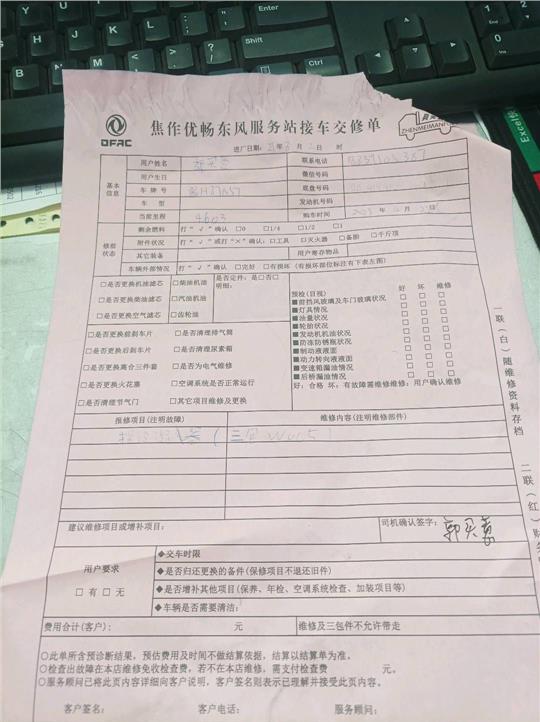 Ctrl
Alt
Ctrl
Shift
Enter
End
DFAC
焦作优畅东风服务站接车交修单
ZHENMEIMAN
进厂日期: 年 月 日 时
基本信息
用户姓名
联系电话
用户生日
微信号码
车 牌 号
底盘号码
车 型
发动机号码
当前里程 4603
购车时间
修前状态
剩余燃料 打“√”确认 □0 □1/4 □1/2 □1
附件状况 打“√”或打“×”确认:□工具 □灭火器 □备胎 □千斤顶
其它装备 用户寄存物品
车辆外部情况 打“√”确认 □完好 □有损坏(有损坏部位标注有下表左图)
□是否更换机油滤芯 □柴油机油
□是否更换柴油滤芯 □汽油机油
□是否更换空气滤芯 □齿轮油
是否定件: 是□否□
明细:
□是否更换前刹车片 □是否清理排气筒
□是否更换后刹车片 □是否清理尿素箱
□是否更换离合三件套 □是否为电气维修
□是否更换火花塞 □空调系统是否正常运行
□是否清理节气门 □其它项目维修及更换
预检(目视) 好 坏 维修
■前挡风玻璃及车门玻璃状况 □ □ □
■灯具情况 □ □ □
■油量状况 □ □ □
■轮胎状况 □ □ □
■发动机机油状况 □ □ □
■防冻防锈瓶状况 □ □ □
■制动液液面 □ □ □
■动力转向液液面 □ □ □
■变速箱漏油情况 □ □ □
■后桥漏油情况 □ □ □
好:合格 坏:有故障需维修维修:用户确认维修
报修项目(注明故障) 维修内容(注明维修部件)
建议维修项目或增补项目:
司机确认签字:
用户要求
□有 □无
◆交车时限
◆是否归还更换的备件(保修项目不退还旧件)
◆是否增补其他项目(保养、年检、空调系统检查、加装项目等)
◆车辆是否需要清洁:
费用合计(客户): 元 维修及三包件不允许带走
○此单所含预诊断结果,预估费用及时间不做结算依据,结算以结算单为准。
○检查出故障在本店维修免收检查费,若不在本店维修,需支付检查费 元。
○服务顾问已将此页内容详细向客户说明,客户签名则表示已理解并接受此页内容。
客户签名: 客户电话: 服务顾问:
一联(白)随维修资料存档
二联(红)